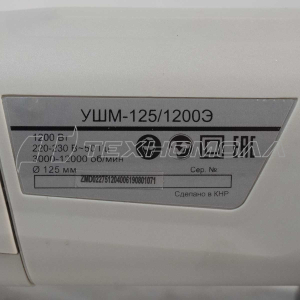 УШМ-125/1200Э
1200 Вт
220-230 В~50 Гц
3000-12000 об/мин
Ø 125 мм
Сер. №
Сделано в КНР
ТЕХНОМОЛЛ